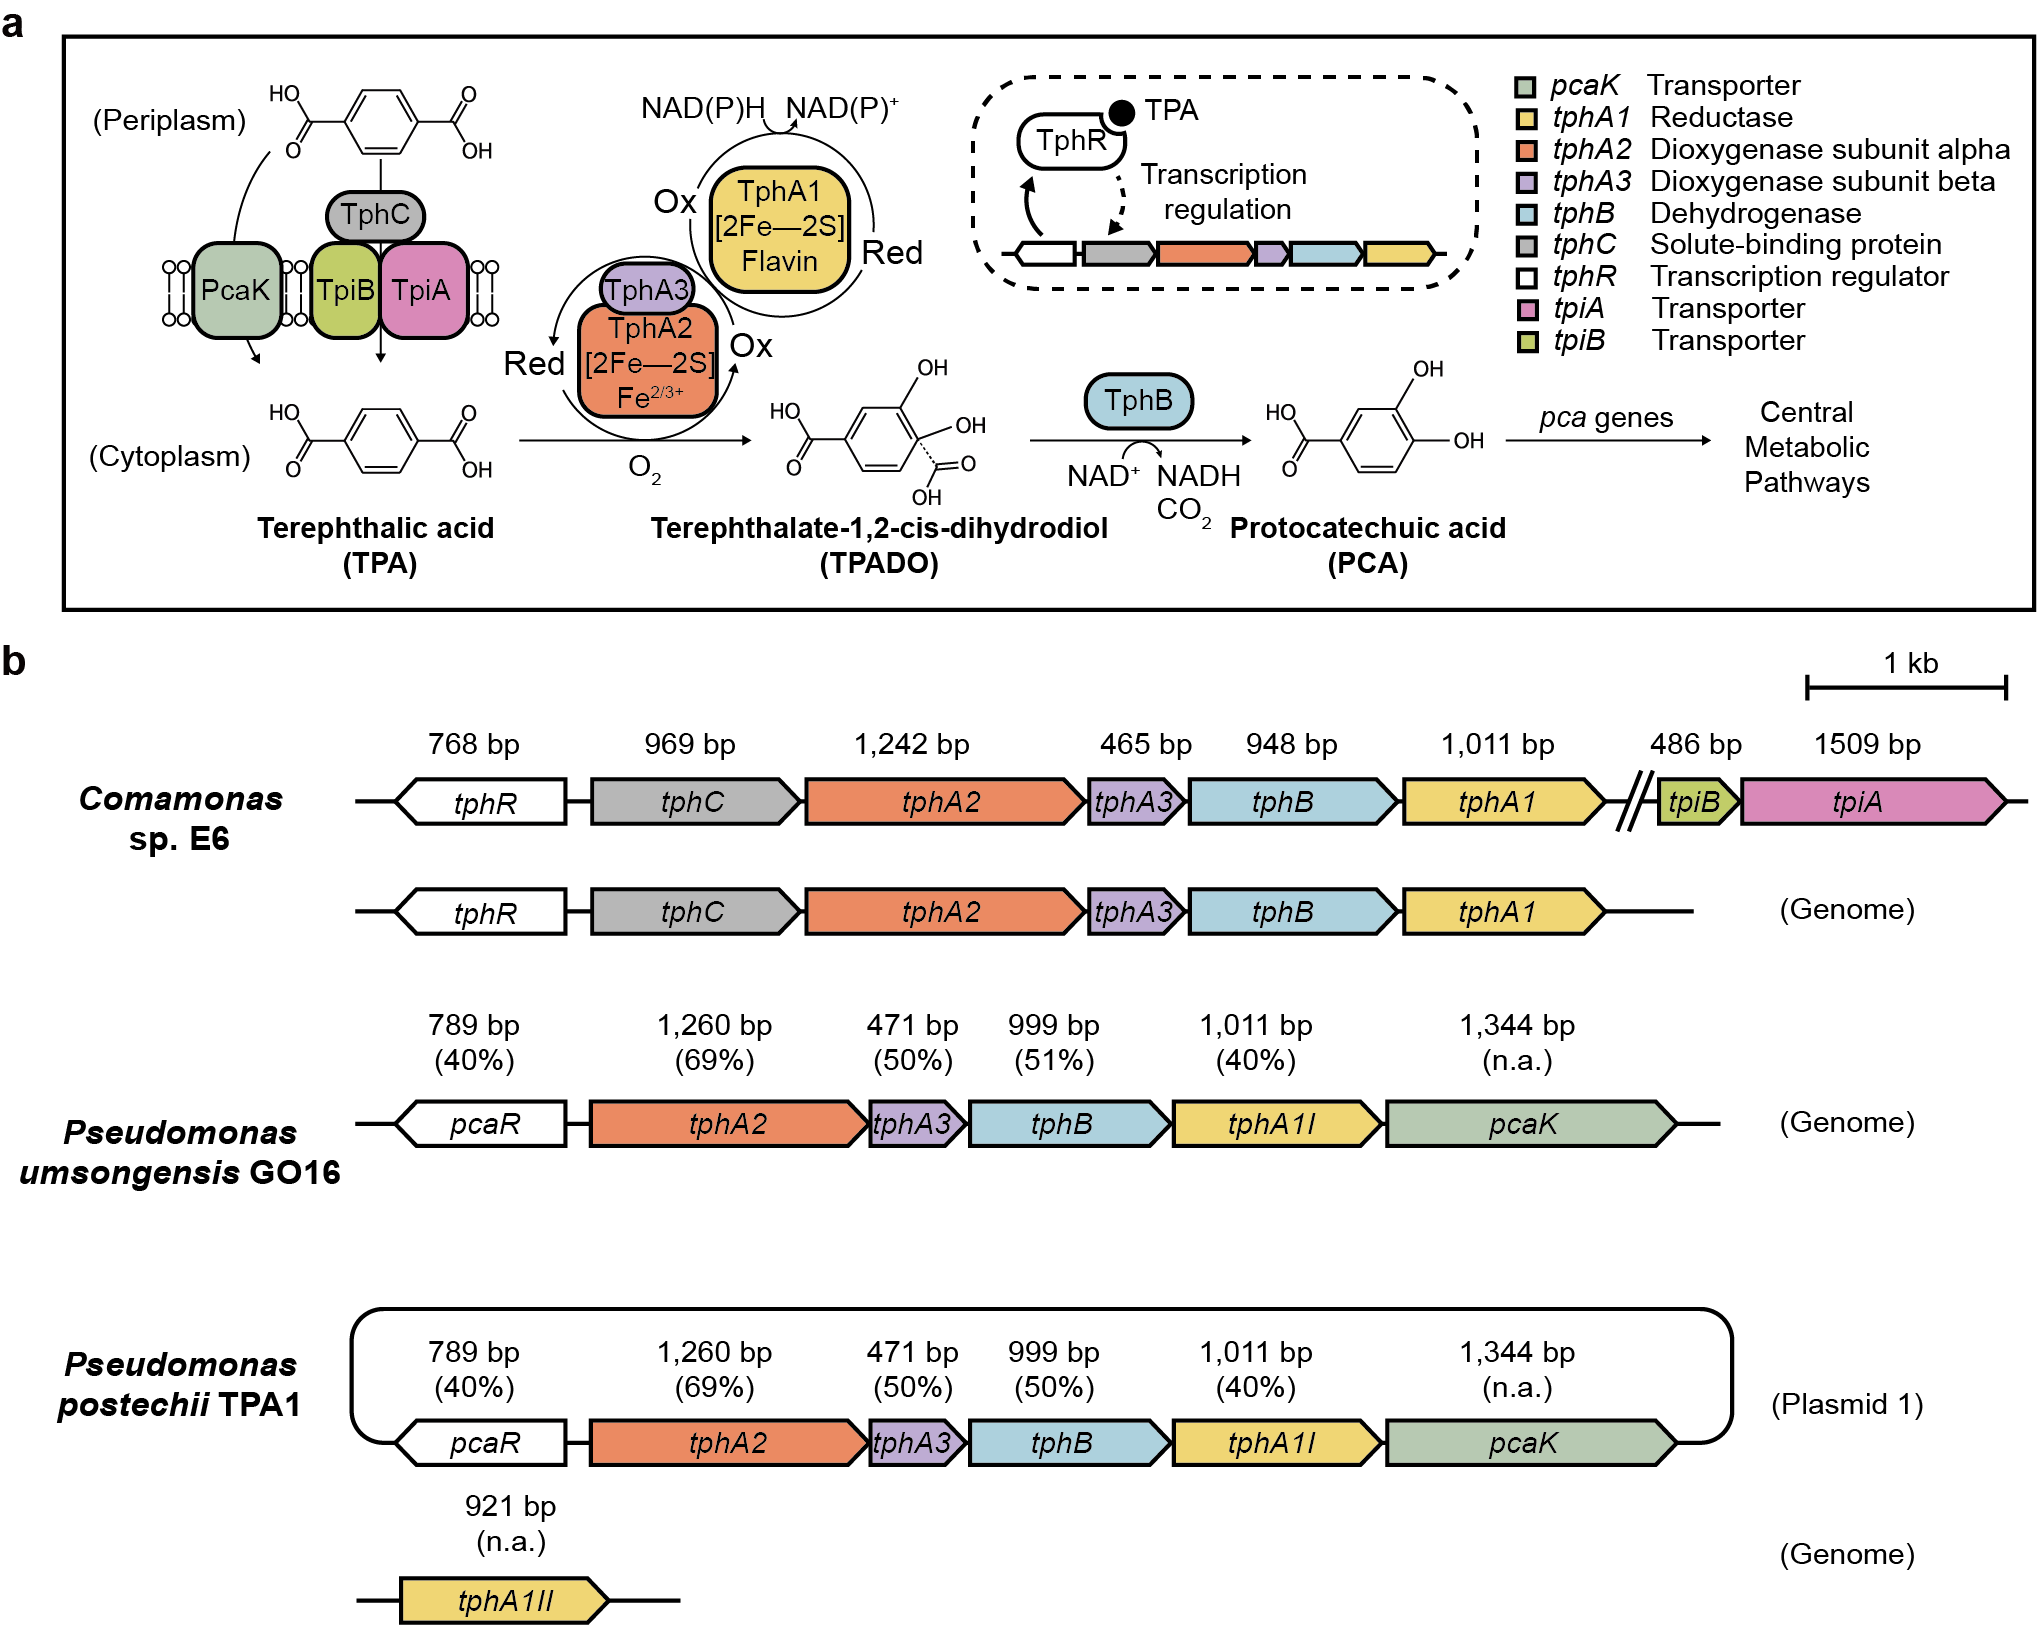 a
(Periplasm)
HO
O
O
OH
TphC
PcaK
TpiB
TpiA
(Cytoplasm)
HO
O
O
OH
Terephthalic acid
(TPA)
NAD(P)H NAD(P)⁺
Ox
TphA1
[2Fe—2S]
Flavin
Red
TphA3
TphA2
[2Fe—2S]
Fe²ᐟ³⁺
Red
Ox
O₂
HO
O
OH
OH
O
OH
Terephthalate-1,2-cis-dihydrodiol
(TPADO)
TphB
NAD⁺ NADH
CO₂
HO
O
OH
OH
Protocatechuic acid
(PCA)
pca genes
Central
Metabolic
Pathways
TphR
TPA
Transcription
regulation
pcaK Transporter
tphA1 Reductase
tphA2 Dioxygenase subunit alpha
tphA3 Dioxygenase subunit beta
tphB Dehydrogenase
tphC Solute-binding protein
tphR Transcription regulator
tpiA Transporter
tpiB Transporter
b
1 kb
768 bp 969 bp 1,242 bp 465 bp 948 bp 1,011 bp 486 bp 1509 bp
Comamonas
sp. E6
tphR tphC tphA2 tphA3 tphB tphA1 tpiB tpiA
tphR tphC tphA2 tphA3 tphB tphA1 (Genome)
789 bp 1,260 bp 471 bp 999 bp 1,011 bp 1,344 bp
(40%) (69%) (50%) (51%) (40%) (n.a.)
Pseudomonas
umsongensis GO16
pcaR tphA2 tphA3 tphB tphA1I pcaK (Genome)
789 bp 1,260 bp 471 bp 999 bp 1,011 bp 1,344 bp
(40%) (69%) (50%) (50%) (40%) (n.a.)
Pseudomonas
postechii TPA1
(Plasmid 1)
pcaR tphA2 tphA3 tphB tphA1I pcaK
921 bp
(n.a.)
(Genome)
tphA1II